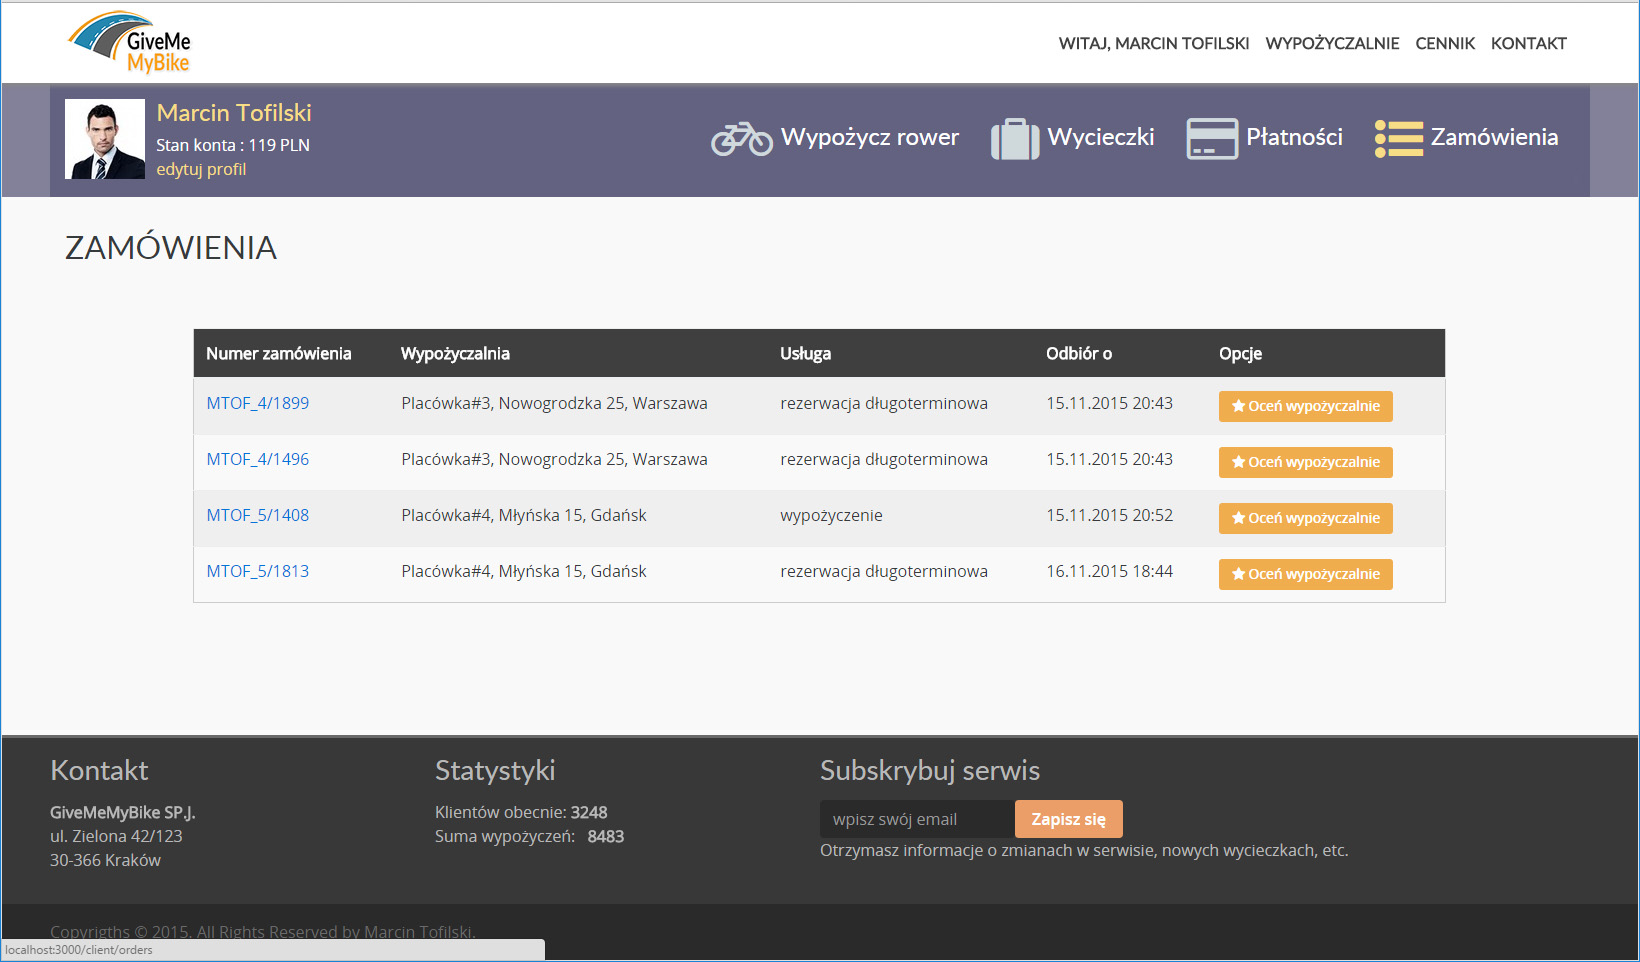 GiveMe
MyBike
WITAJ, MARCIN TOFILSKI WYPOŻYCZALNIE CENNIK KONTAKT
Marcin Tofilski
Stan konta : 119 PLN
edytuj profil
Wypożycz rower Wycieczki Płatności Zamówienia
ZAMÓWIENIA
Numer zamówienia Wypożyczalnia Usługa Odbiór o Opcje
MTOF_4/1899 Placówka#3, Nowogrodzka 25, Warszawa rezerwacja długoterminowa 15.11.2015 20:43 Oceń wypożyczalnie
MTOF_4/1496 Placówka#3, Nowogrodzka 25, Warszawa rezerwacja długoterminowa 15.11.2015 20:43 Oceń wypożyczalnie
MTOF_5/1408 Placówka#4, Młyńska 15, Gdańsk wypożyczenie 15.11.2015 20:52 Oceń wypożyczalnie
MTOF_5/1813 Placówka#4, Młyńska 15, Gdańsk rezerwacja długoterminowa 16.11.2015 18:44 Oceń wypożyczalnie
Kontakt
GiveMeMyBike SP.J.
ul. Zielona 42/123
30-366 Kraków
Statystyki
Klientów obecnie: 3248
Suma wypożyczeń: 8483
Subskrybuj serwis
wpisz swój email Zapisz się
Otrzymasz informacje o zmianach w serwisie, nowych wycieczkach, etc.
Copyrigths © 2015. All Rights Reserved by Marcin Tofilski.
localhost:3000/client/orders